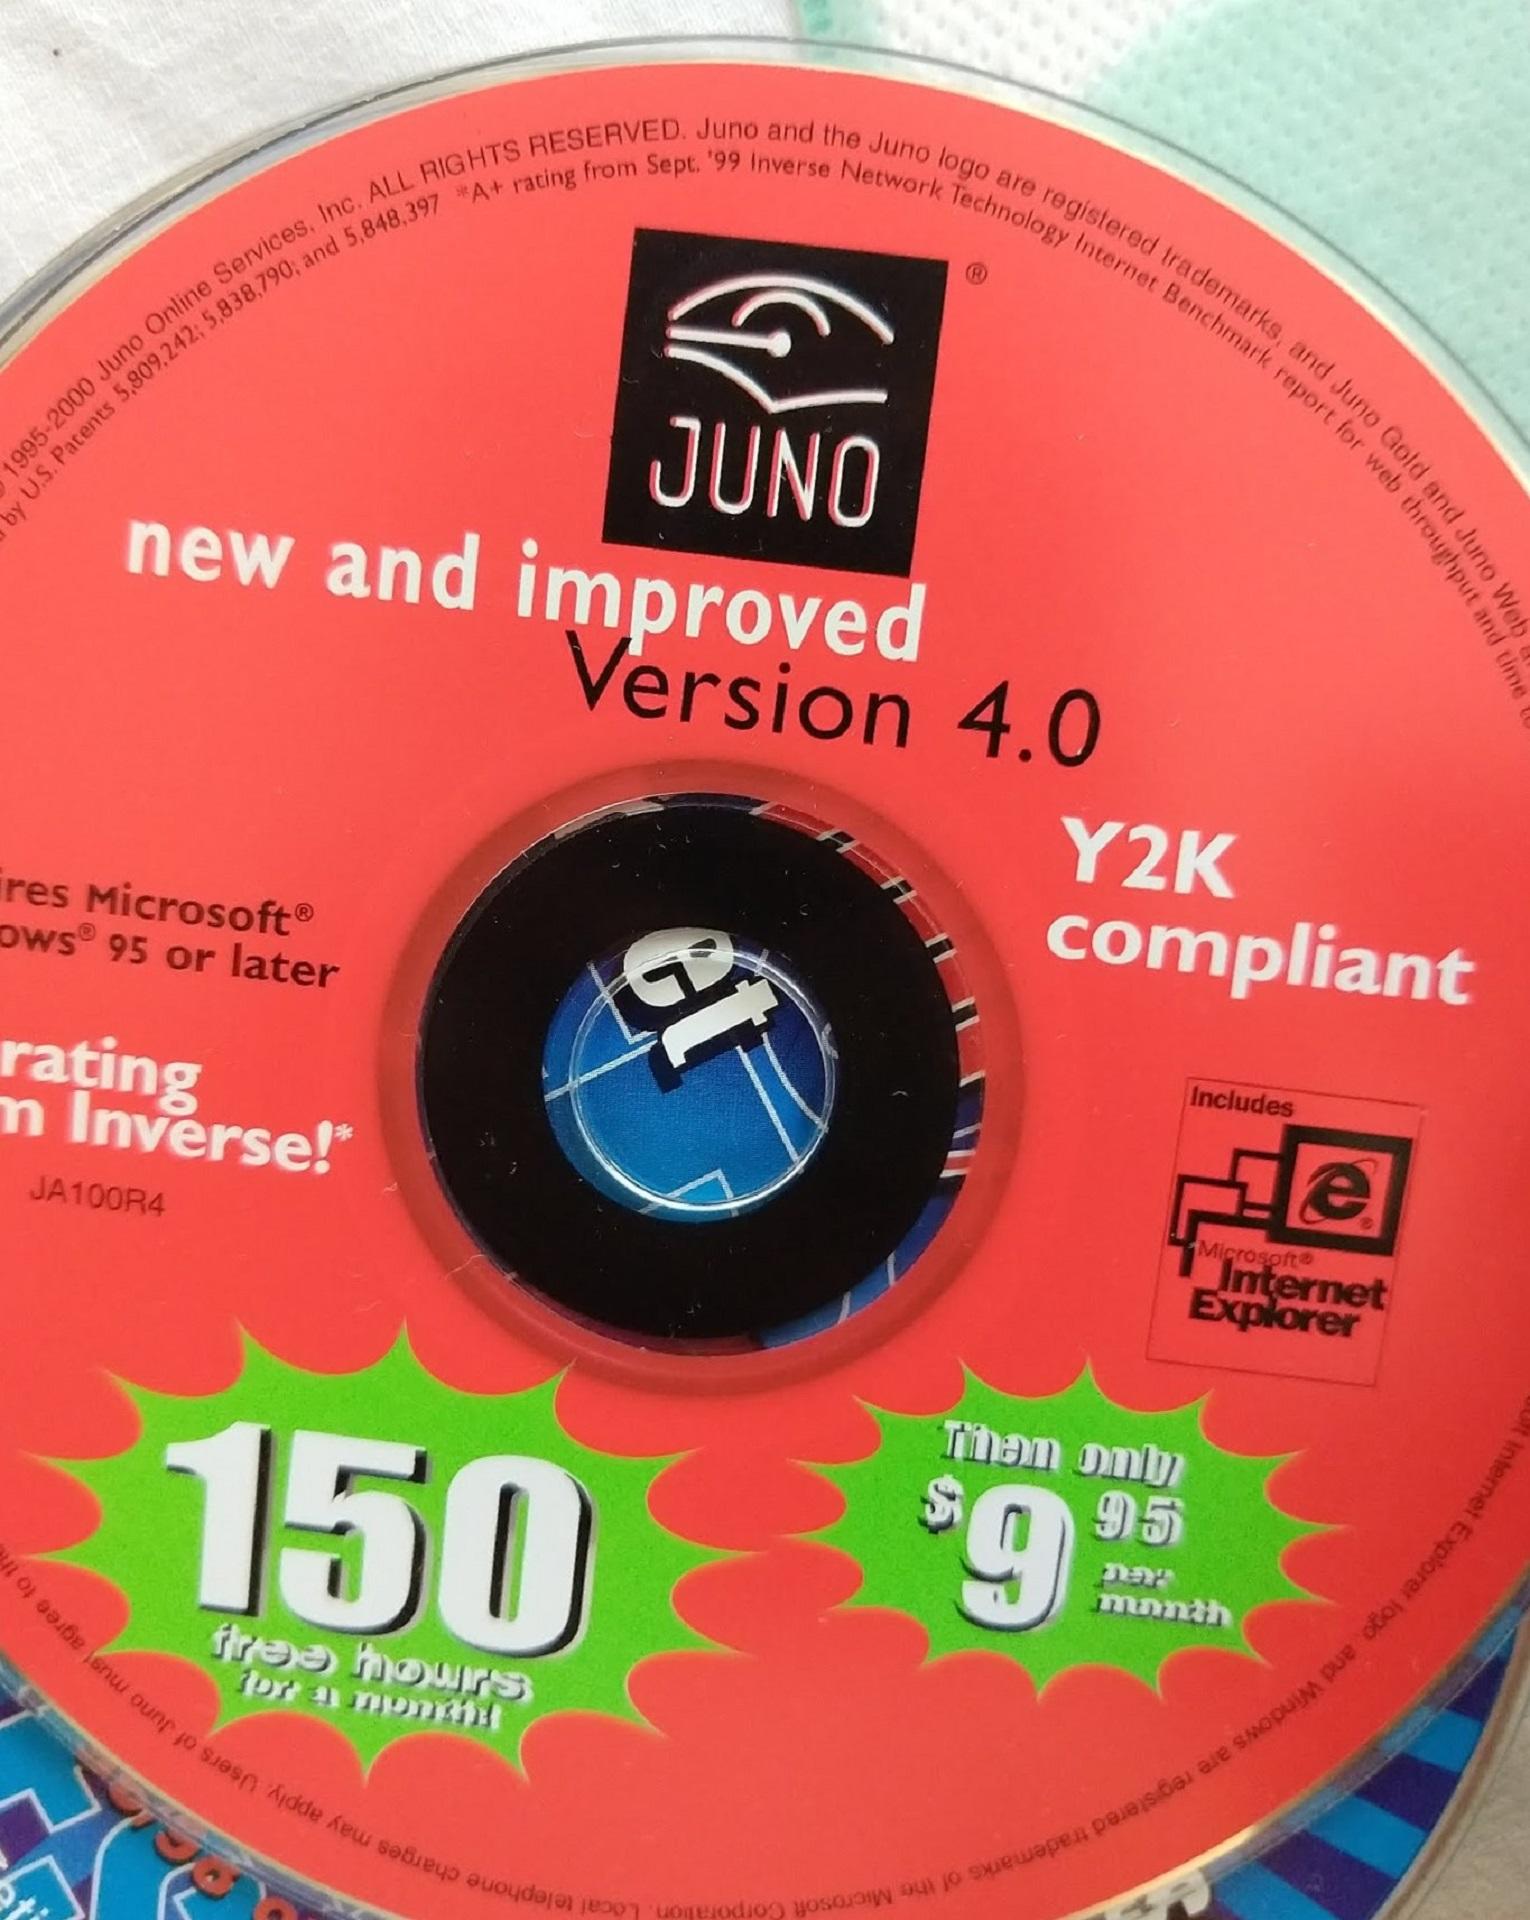 1995-2000 Juno Online Services, Inc. ALL RIGHTS RESERVED. Juno and the Juno logo are registered trademarks, and Juno Gold and Juno Web
by U.S. Patents 5,809,242; 5,838,790; and 5,848,397 *A+ rating from Sept. '99 Inverse Network Technology Internet Benchmark report for web throughput and time to
®
JUNO
new and improved
Version 4.0
Y2K
compliant
ires Microsoft®
ows® 95 or later
rating
m Inverse!*
JA100R4
et
Includes
e®
Microsoft®
Internet
Explorer
150
free hours
for a month!
Then only
$9 95
per
month
agree to the
Local telephone charges may apply. Users of Juno must
soft Internet Explorer logo, and Windows are registered trademarks of the Microsoft Corporation.